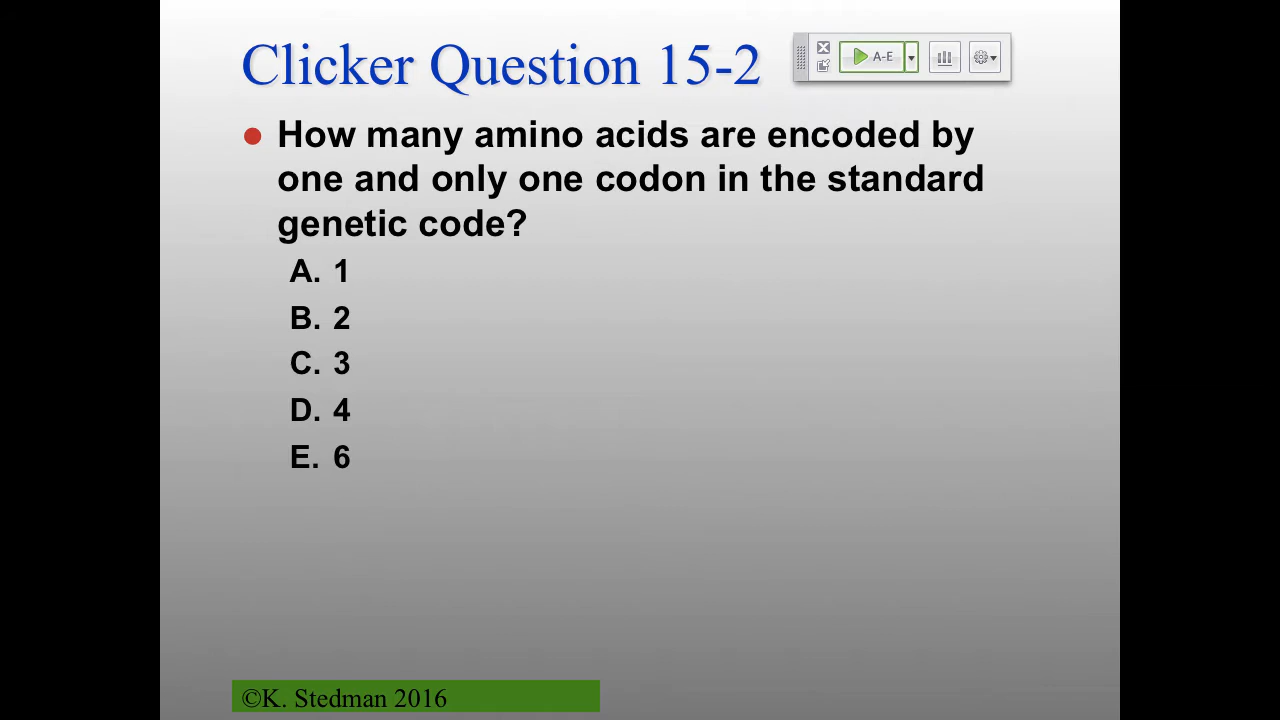 Clicker Question 15-2
A-E
How many amino acids are encoded by
one and only one codon in the standard
genetic code?
A. 1
B. 2
C. 3
D. 4
E. 6
©K. Stedman 2016